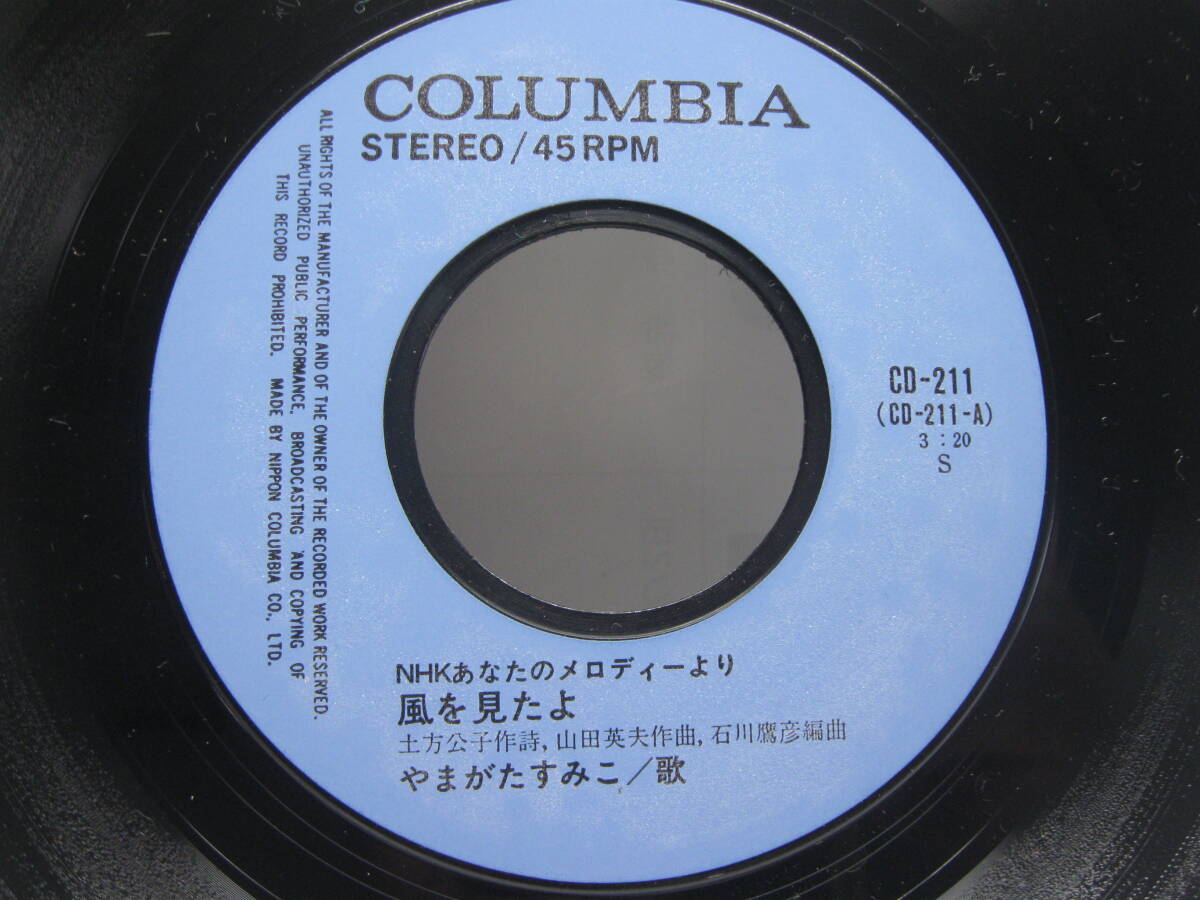 COLUMBIA
STEREO/45RPM
ALL RIGHTS OF THE MANUFACTURER AND OF THE OWNER OF THE RECORDED WORK RESERVED.
UNAUTHORIZED PUBLIC PERFORMANCE, BROADCASTING AND COPYING OF
THIS RECORD PROHIBITED. MADE BY NIPPON COLUMBIA CO., LTD.
CD-211
(CD-211-A)
3:20
S
NHKあなたのメロディーより
風を見たよ
土方公子作詩,山田英夫作曲,石川鷹彦編曲
やまがたすみこ/歌